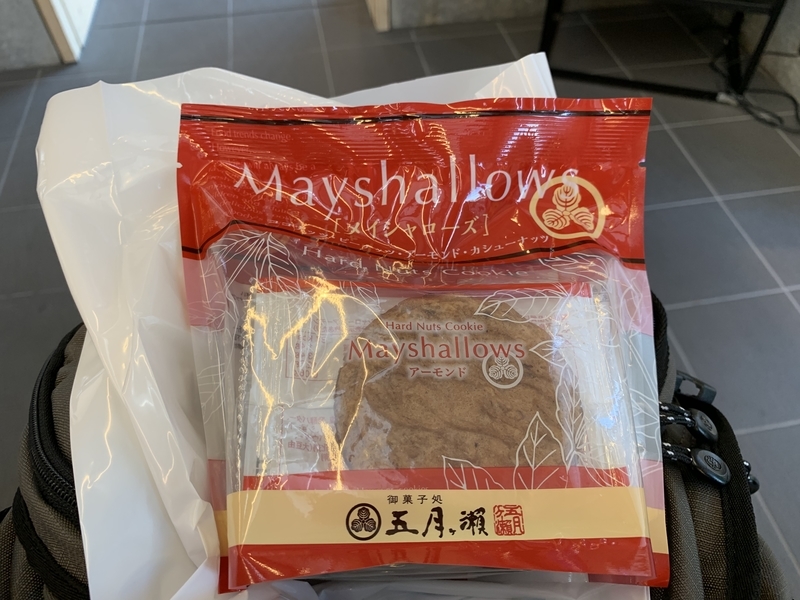 Mayshallows
[メイシャローズ]
アーモンド・カシューナッツ
Hard Nuts Cookie
Hard Nuts Cookie
Mayshallows
アーモンド
御菓子処
五月ヶ瀬